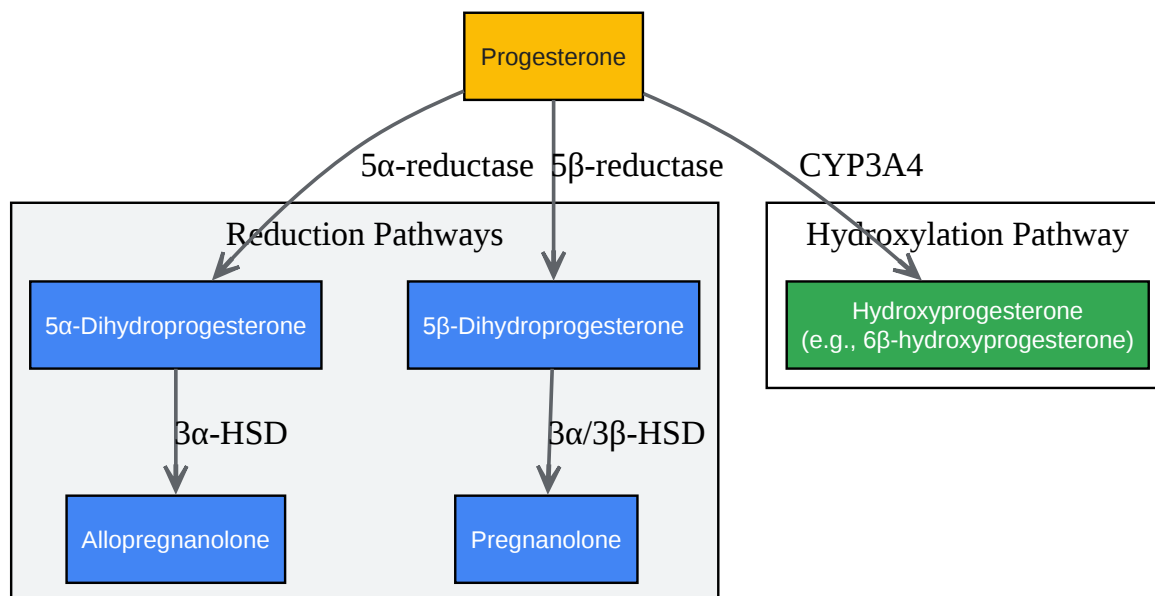 Progesterone
5α-reductase
5β-reductase
CYP3A4
Reduction Pathways
Hydroxylation Pathway
5α-Dihydroprogesterone
5β-Dihydroprogesterone
Hydroxyprogesterone
(e.g., 6β-hydroxyprogesterone)
3α-HSD
3α/3β-HSD
Allopregnanolone
Pregnanolone